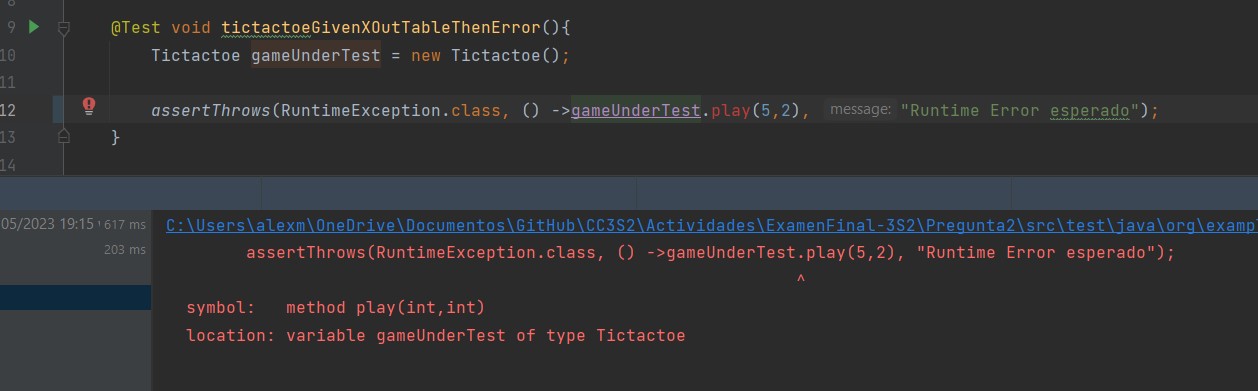 9 @Test void tictactoeGivenXOutTableThenError(){
10 Tictactoe gameUnderTest = new Tictactoe();
11
12 assertThrows(RuntimeException.class, () ->gameUnderTest.play(5,2), message: "Runtime Error esperado");
13 }
14
05/2023 19:15 617 ms
203 ms
C:\Users\alexm\OneDrive\Documentos\GitHub\CC3S2\Actividades\ExamenFinal-3S2\Pregunta2\src\test\java\org\examp
assertThrows(RuntimeException.class, () ->gameUnderTest.play(5,2), "Runtime Error esperado");
^
symbol: method play(int,int)
location: variable gameUnderTest of type Tictactoe